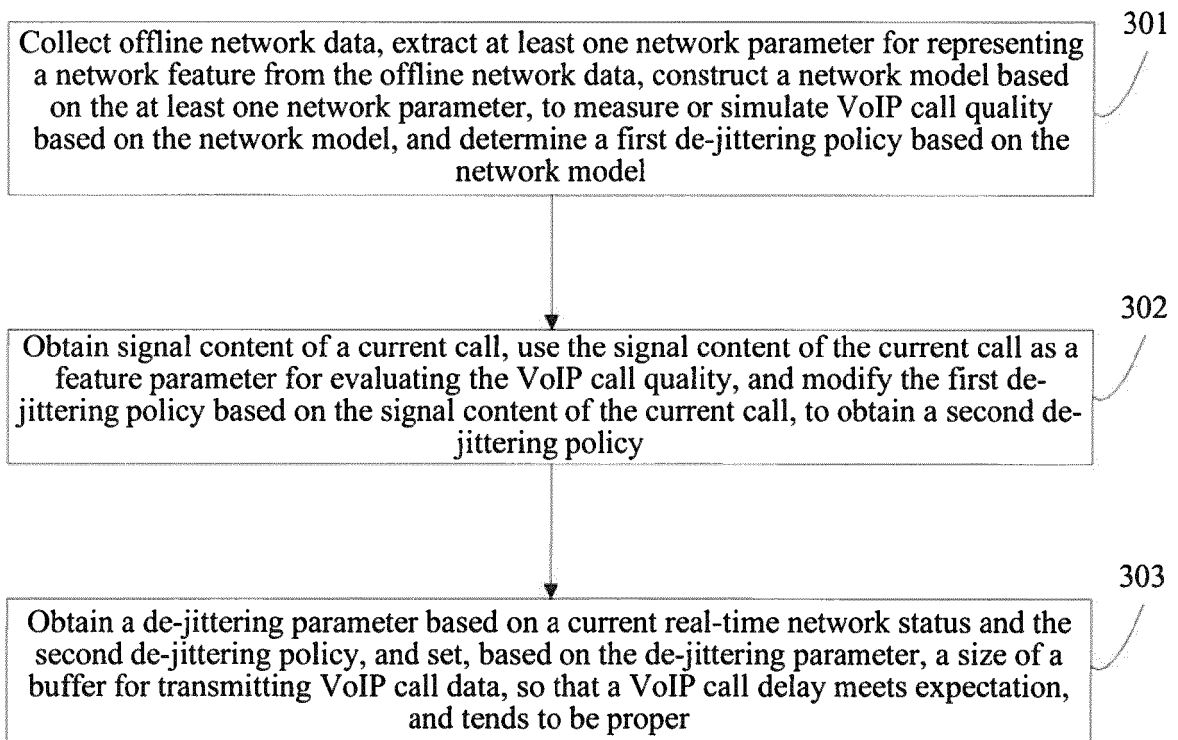 301
Collect offline network data, extract at least one network parameter for representing
a network feature from the offline network data, construct a network model based
on the at least one network parameter, to measure or simulate VoIP call quality
based on the network model, and determine a first de-jittering policy based on the
network model
302
Obtain signal content of a current call, use the signal content of the current call as a
feature parameter for evaluating the VoIP call quality, and modify the first de-
jittering policy based on the signal content of the current call, to obtain a second de-
jittering policy
303
Obtain a de-jittering parameter based on a current real-time network status and the
second de-jittering policy, and set, based on the de-jittering parameter, a size of a
buffer for transmitting VoIP call data, so that a VoIP call delay meets expectation,
and tends to be proper